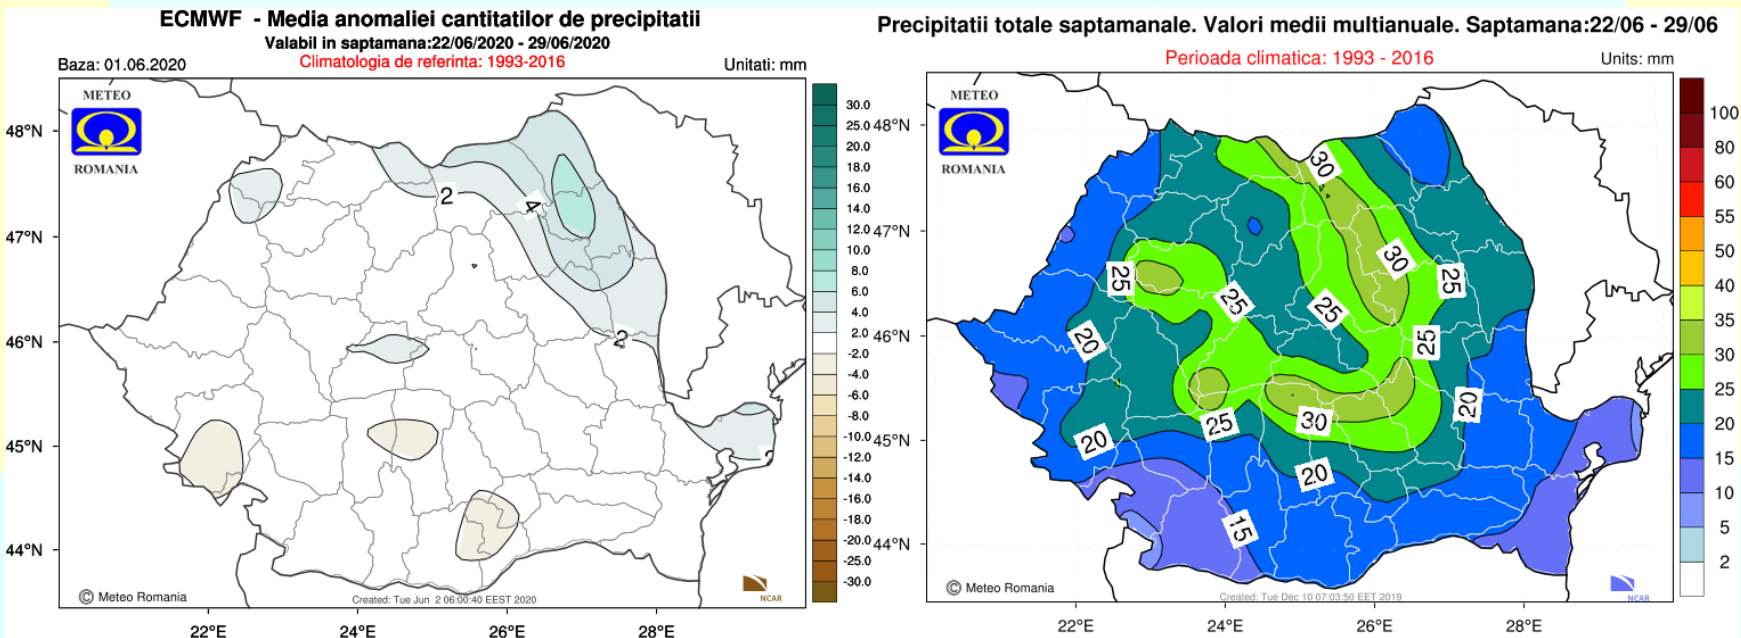 ECMWF - Media anomaliei cantitatilor de precipitatii
Valabil in saptamana:22/06/2020 - 29/06/2020
Baza: 01.06.2020
Climatologia de referinta: 1993-2016
Unitati: mm
METEO
ROMANIA
48°N
47°N
46°N
45°N
44°N
2
4
2
30.0
25.0
20.0
18.0
16.0
14.0
12.0
10.0
8.0
6.0
4.0
2.0
-2.0
-4.0
-6.0
-8.0
-10.0
-12.0
-14.0
-16.0
-18.0
-20.0
-25.0
-30.0
© Meteo Romania
Created: Tue Jun 2 06:00:40 EEST 2020
NCAR
22°E
24°E
26°E
28°E
Precipitatii totale saptamanale. Valori medii multianuale. Saptamana:22/06 - 29/06
Perioada climatica: 1993 - 2016
Units: mm
METEO
ROMANIA
48°N
47°N
46°N
45°N
44°N
30
30
25
25
25
25
20
25
20
25
30
20
20
15
100
80
60
55
50
40
35
30
25
20
15
10
5
2
© Meteo Romania
Created: Tue Dec 10 07:03:50 EET 2019
NCAR
22°E
24°E
26°E
28°E